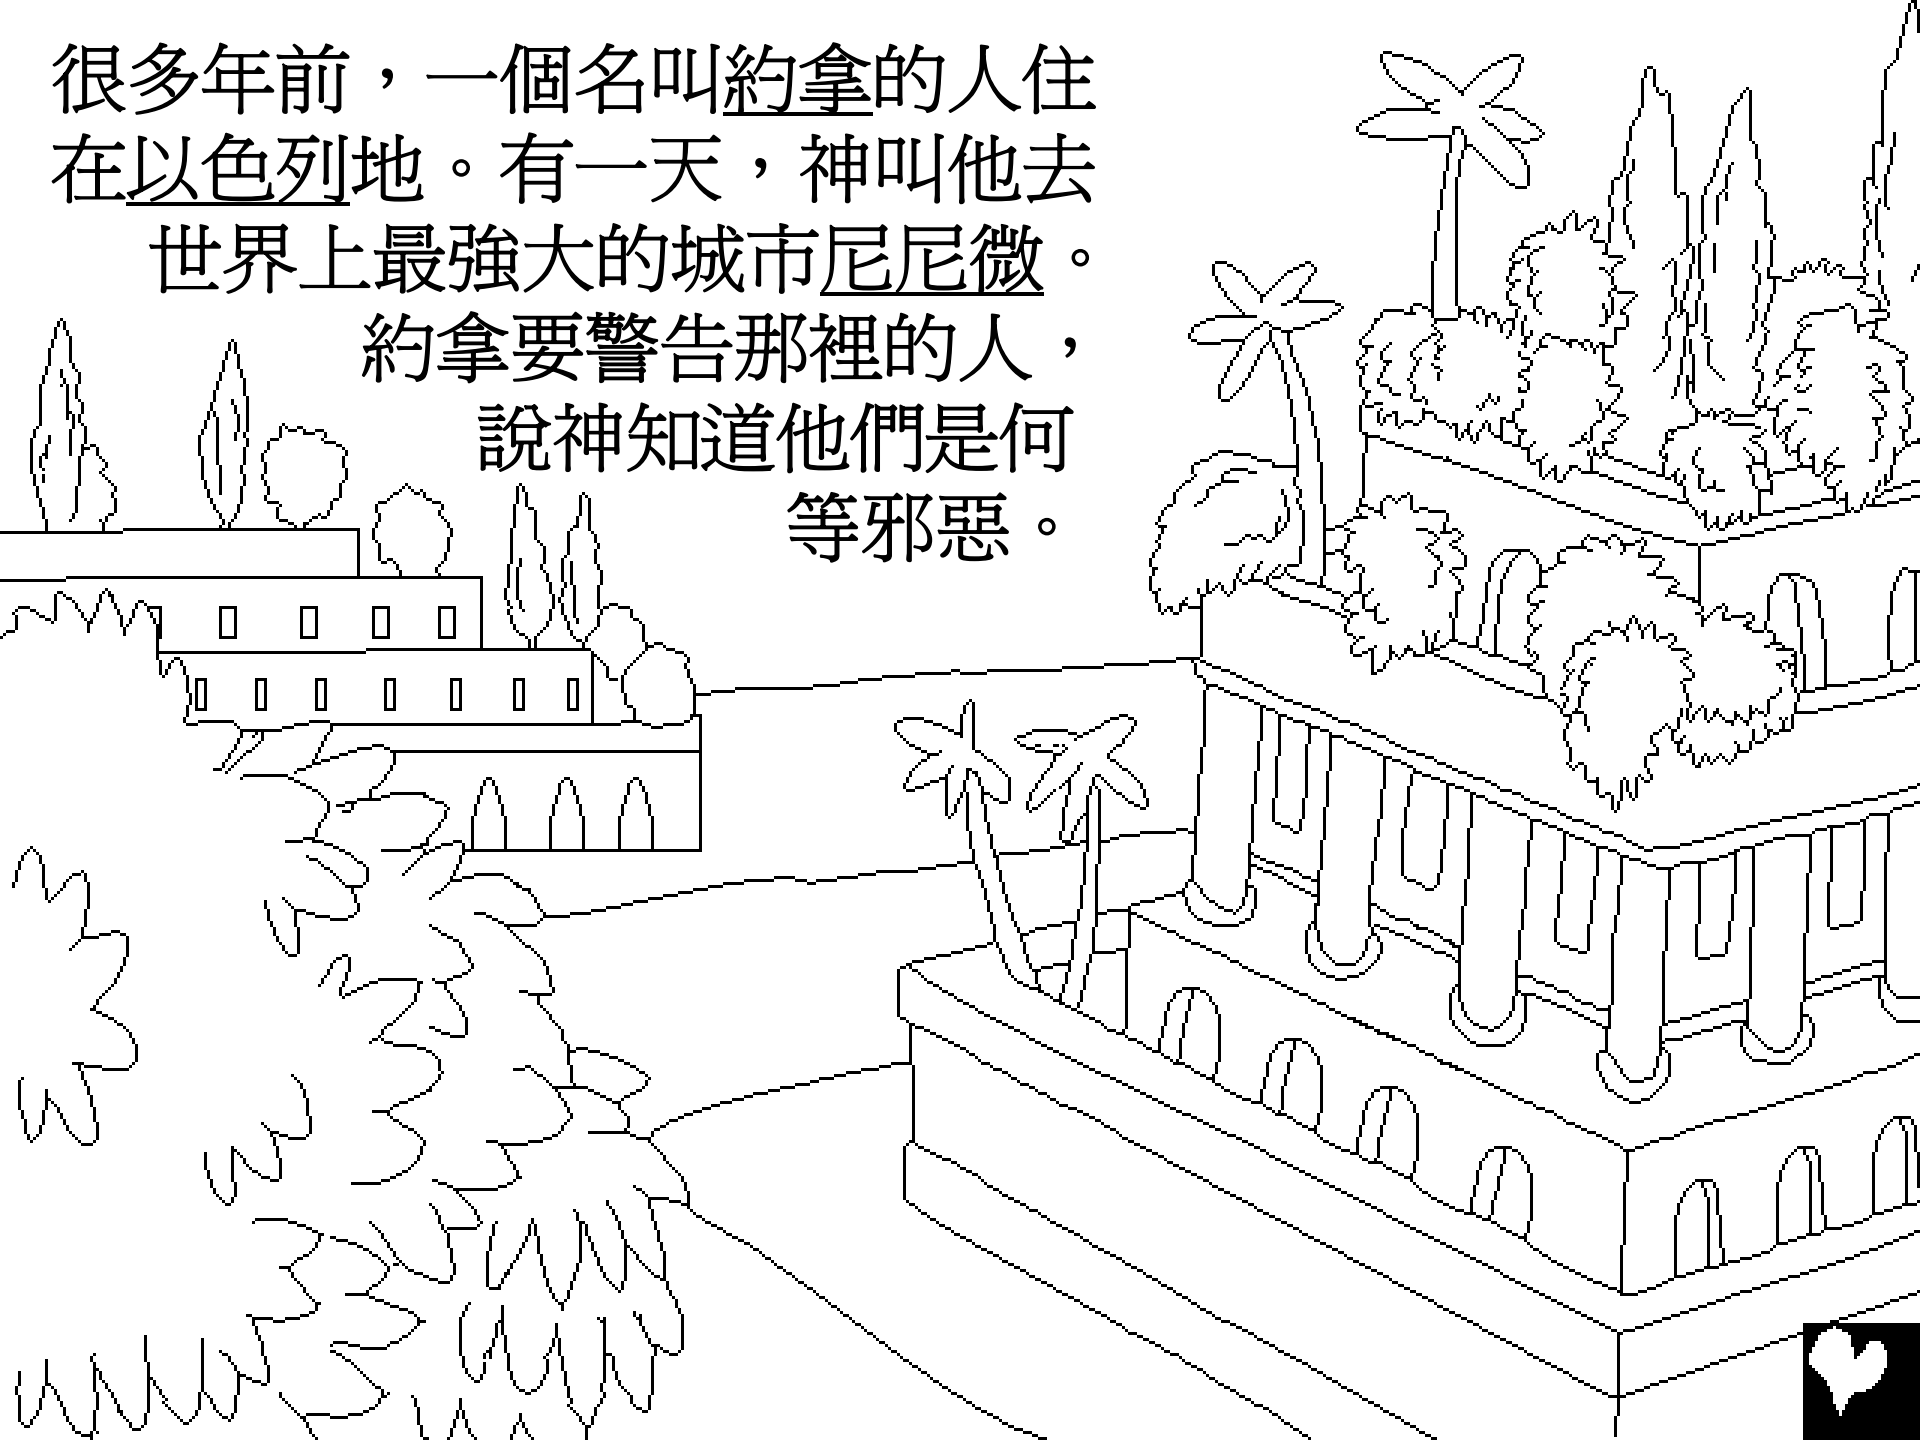 很多年前，一個名叫約拿的人住
在以色列地。有一天，神叫他去
世界上最強大的城市尼尼微。
約拿要警告那裡的人，
說神知道他們是何
等邪惡。